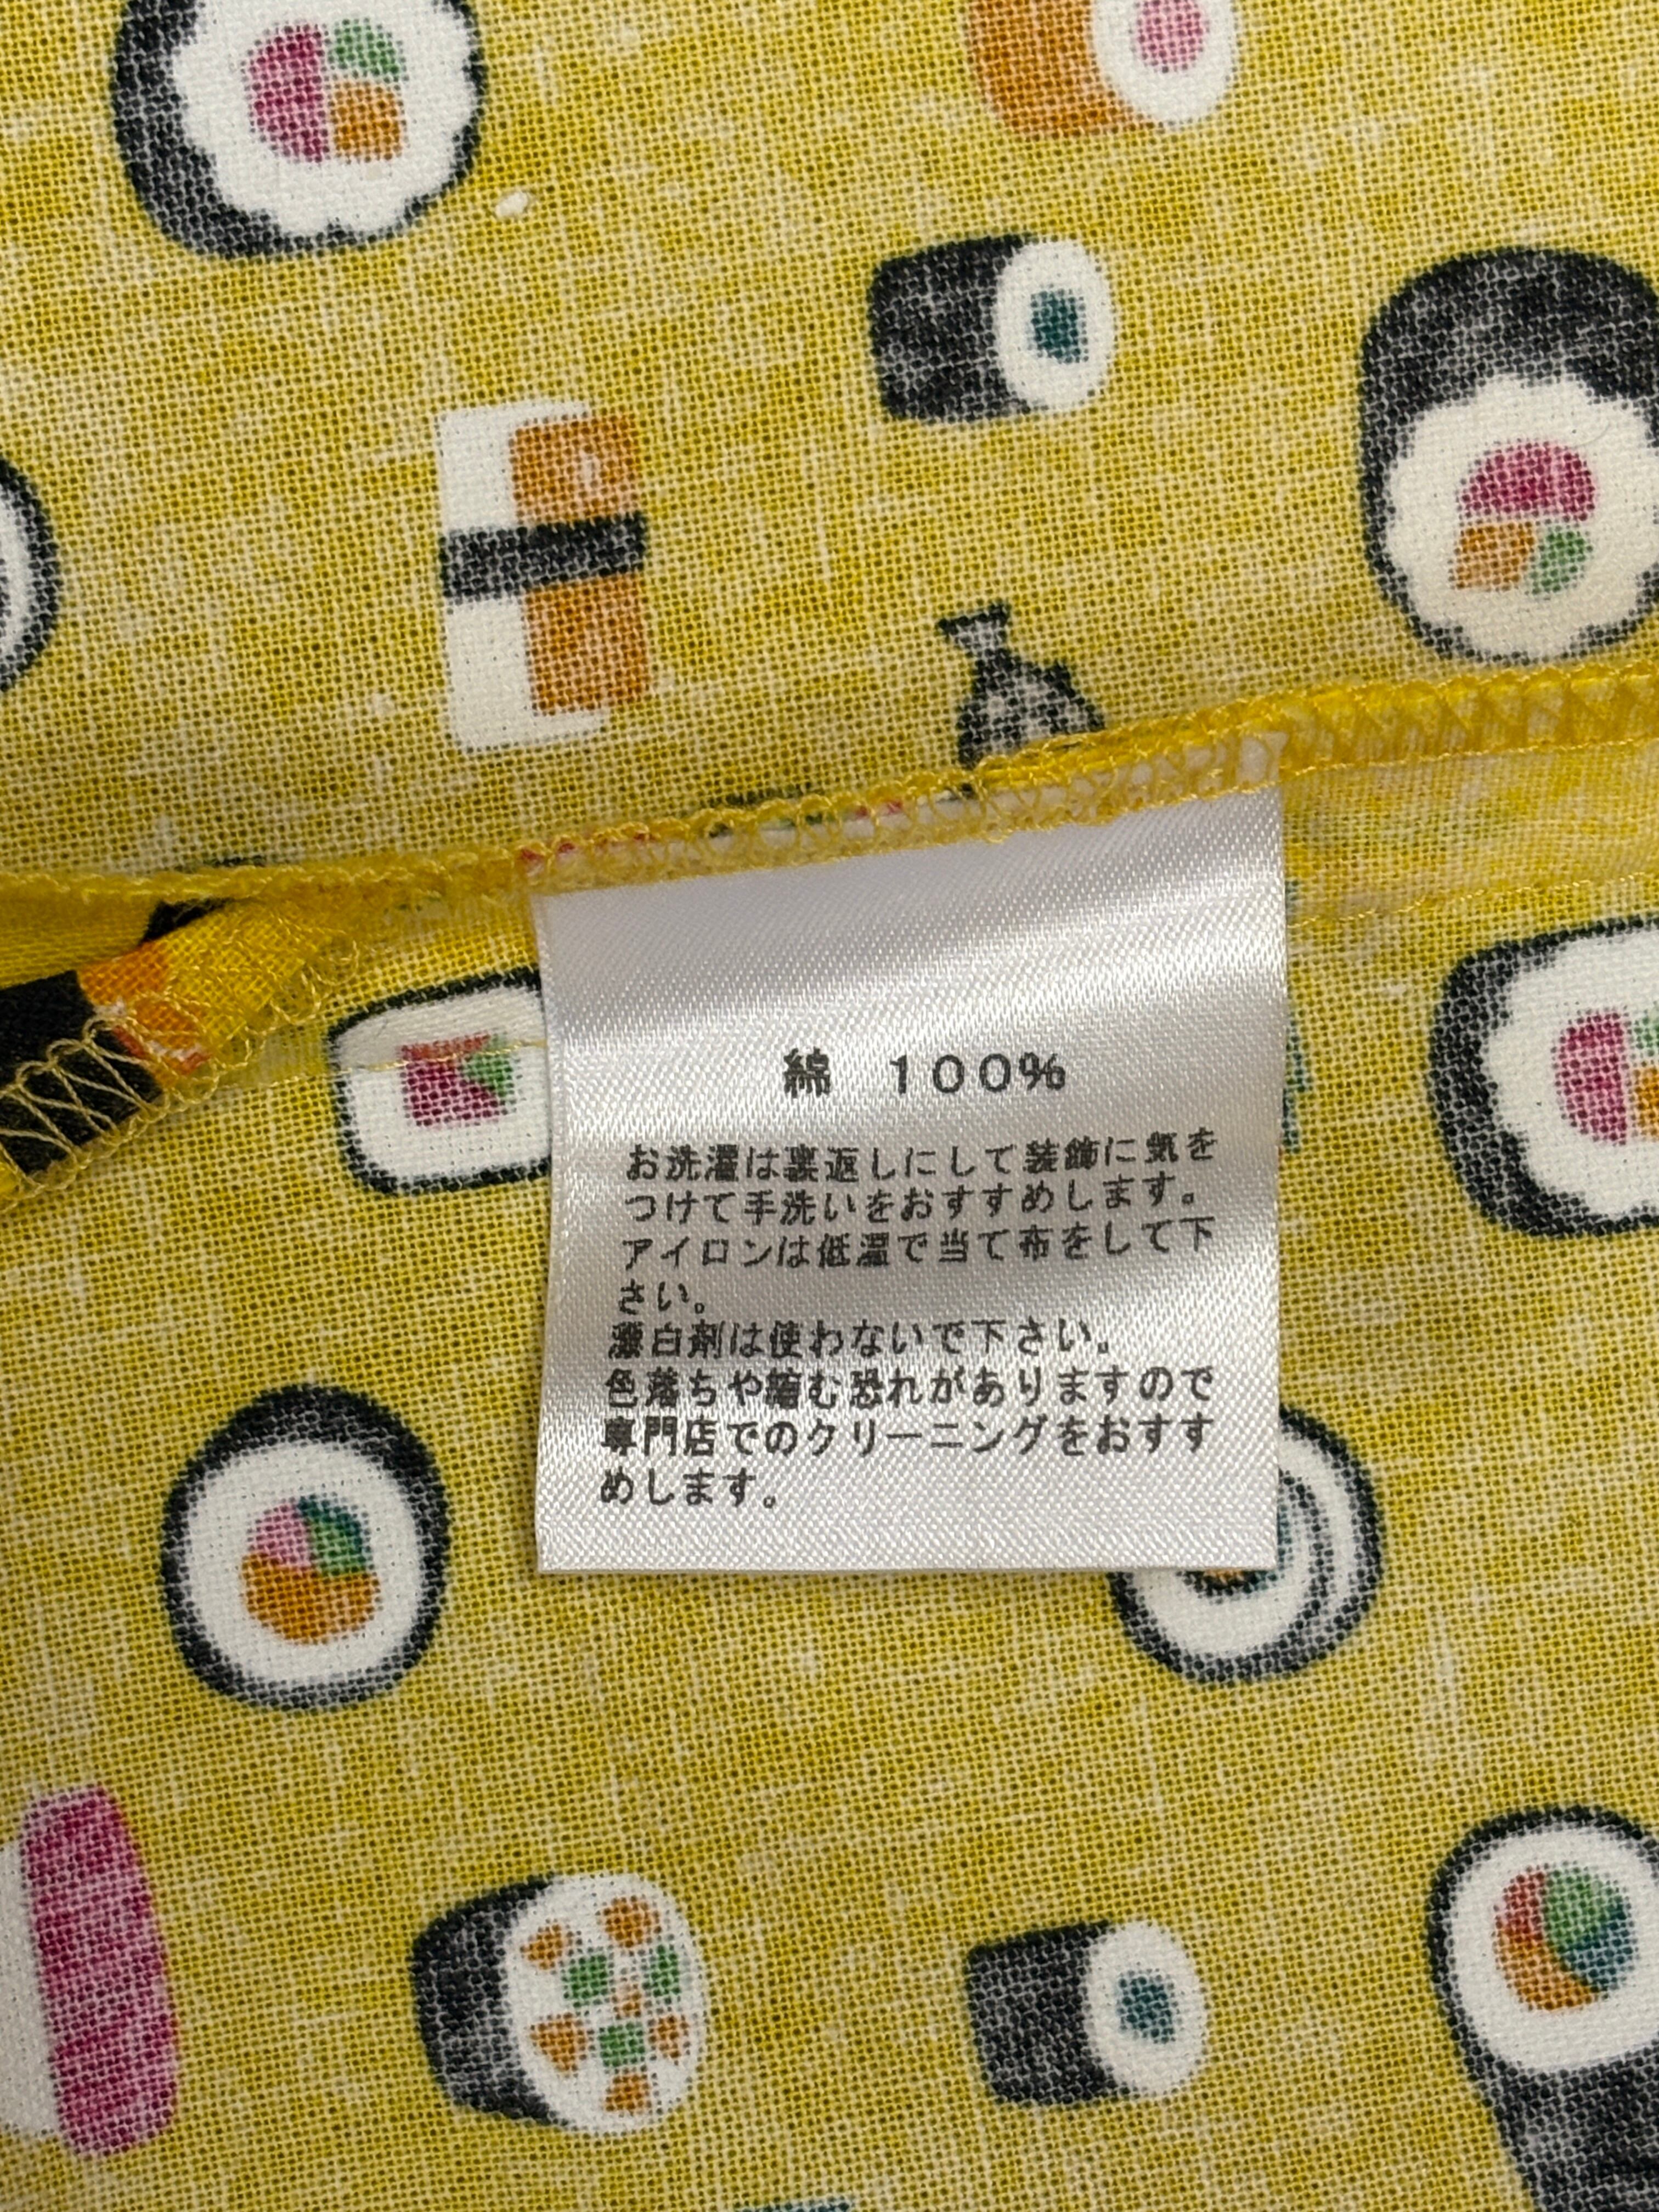 綿　１００％
お洗濯は裏返しにして装飾に気を
つけて手洗いをおすすめします。
アイロンは低温で当て布をして下
さい。
漂白剤は使わないで下さい。
色落ちや縮む恐れがありますので
専門店でのクリーニングをおすす
めします。